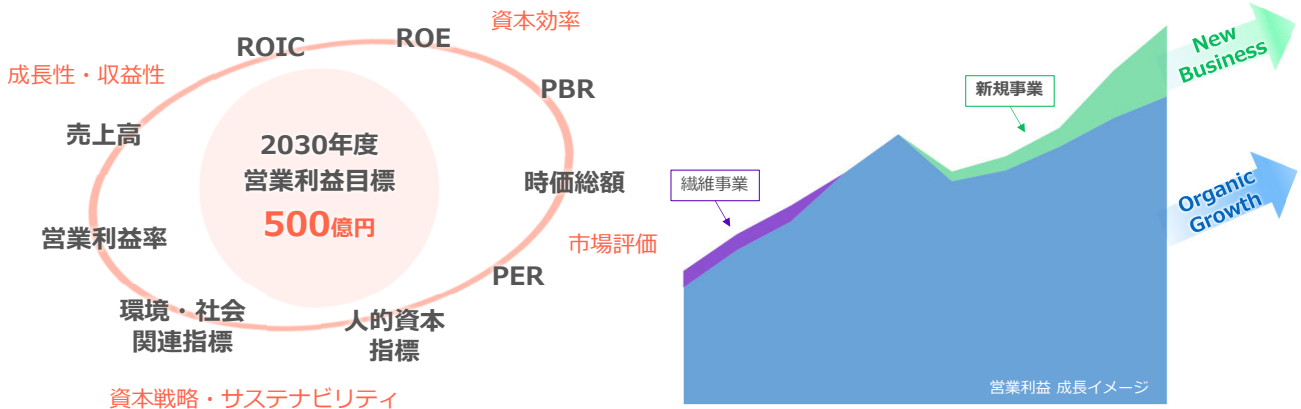 資本効率
ROIC
ROE
成長性・収益性
PBR
売上高
2030年度
営業利益目標
500億円
時価総額
営業利益率
市場評価
PER
環境・社会
関連指標
人的資本
指標
資本戦略・サステナビリティ
New
Business
新規事業
繊維事業
Organic
Growth
営業利益 成長イメージ